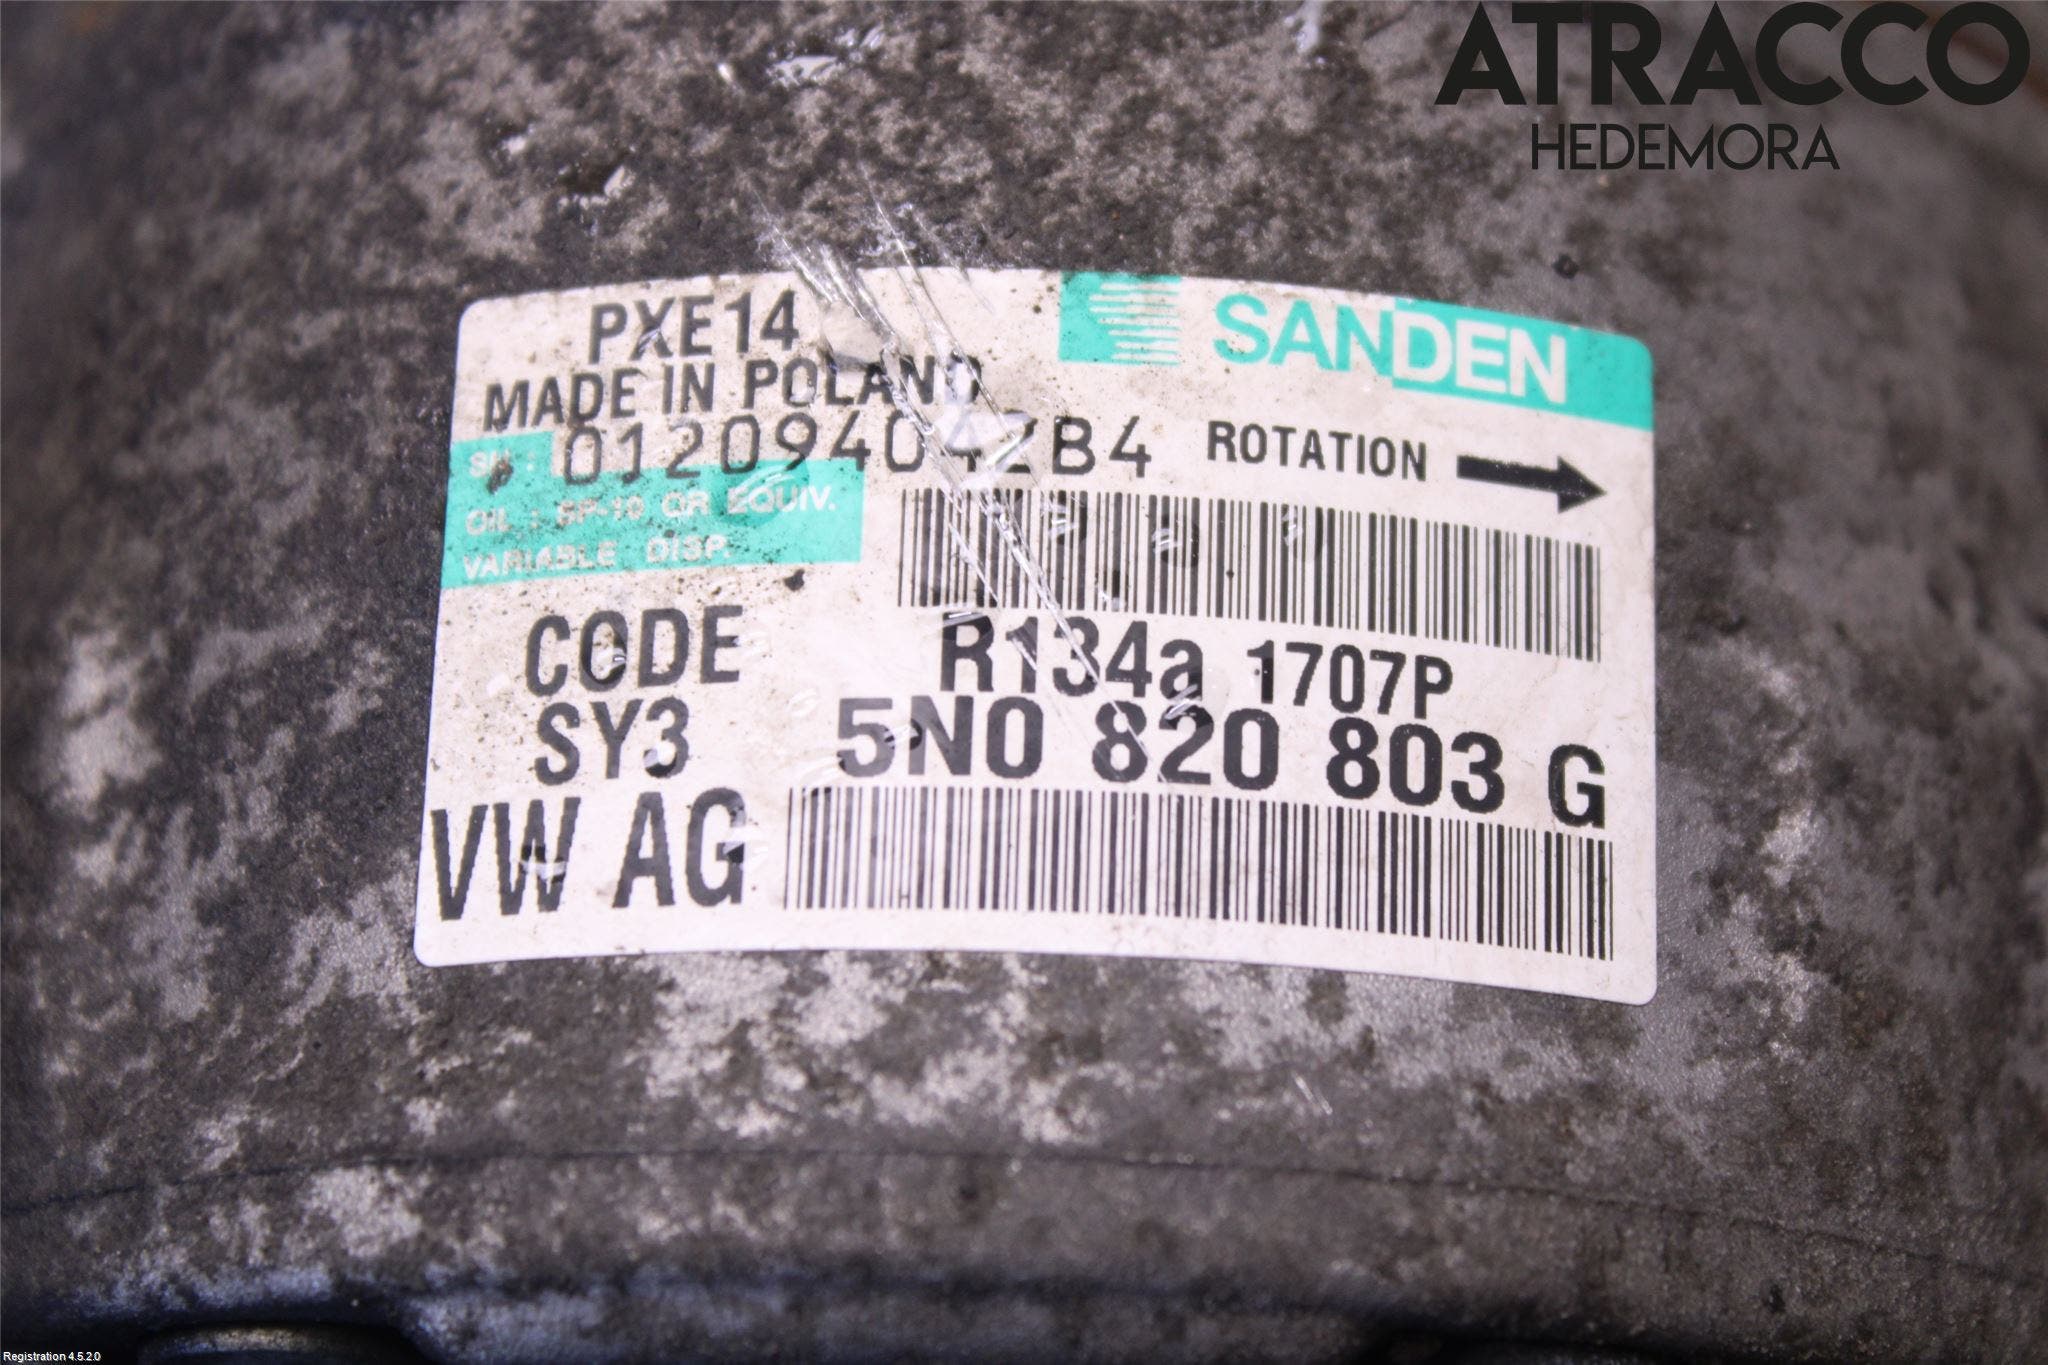 ATRACCO
HEDEMORA
PXE14
SANDEN
MADE IN POLAND
SN : 012094042B4
ROTATION
OIL : SP-10 OR EQUIV.
VARIABLE DISP.
CODE
R134a 1707P
SY3
5N0 820 803 G
VW AG
Registration 4.5.2.0